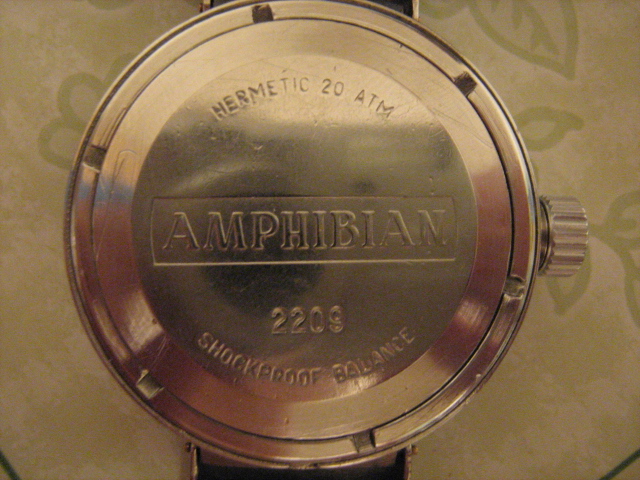 HERMETIC 20 ATM
AMPHIBIAN
2209
SHOCKPROOF BALANCE